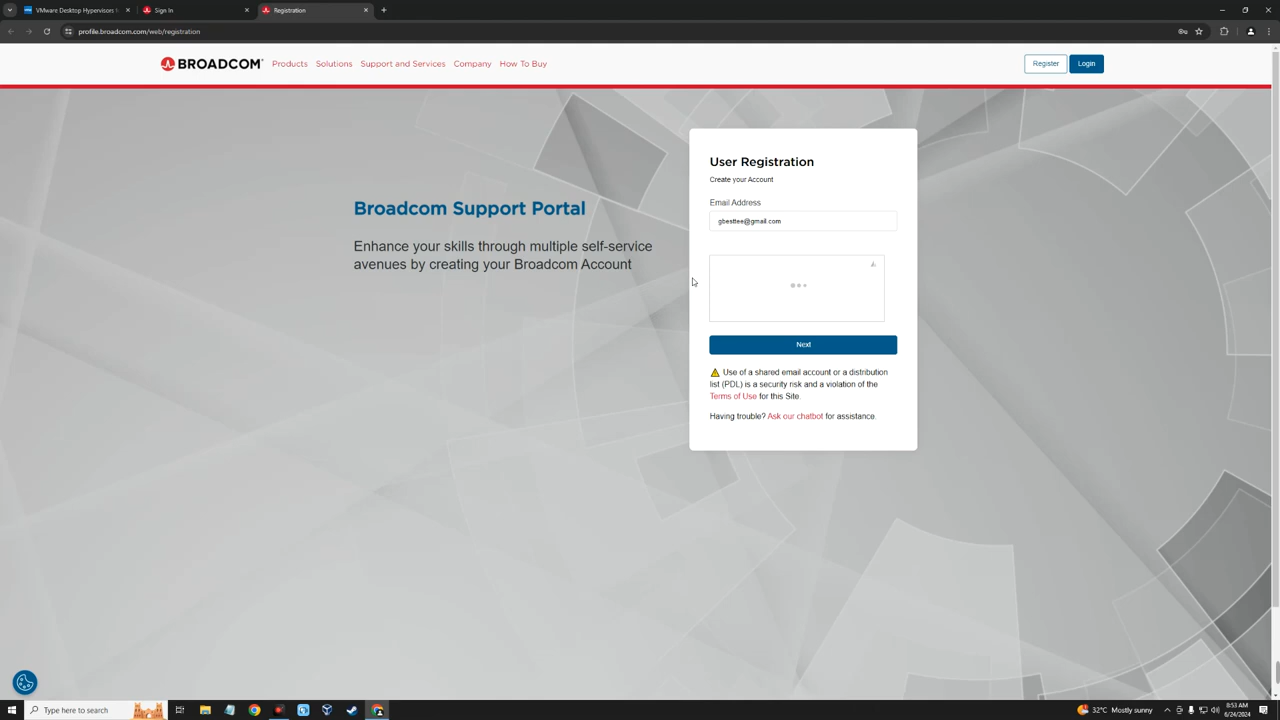 VMware Desktop Hypervisors f
Sign In
Registration
profile.broadcom.com/web/registration
BROADCOM
Products
Solutions
Support and Services
Company
How To Buy
Register
Login
User Registration
Create your Account
Email Address
gbestlee@gmail.com
Broadcom Support Portal
Enhance your skills through multiple self-service
avenues by creating your Broadcom Account
Next
Use of a shared email account or a distribution
list (PDL) is a security risk and a violation of the
Terms of Use for this Site.
Having trouble? Ask our chatbot for assistance.
Type here to search
32°C Mostly sunny
8:53 AM
6/24/2024